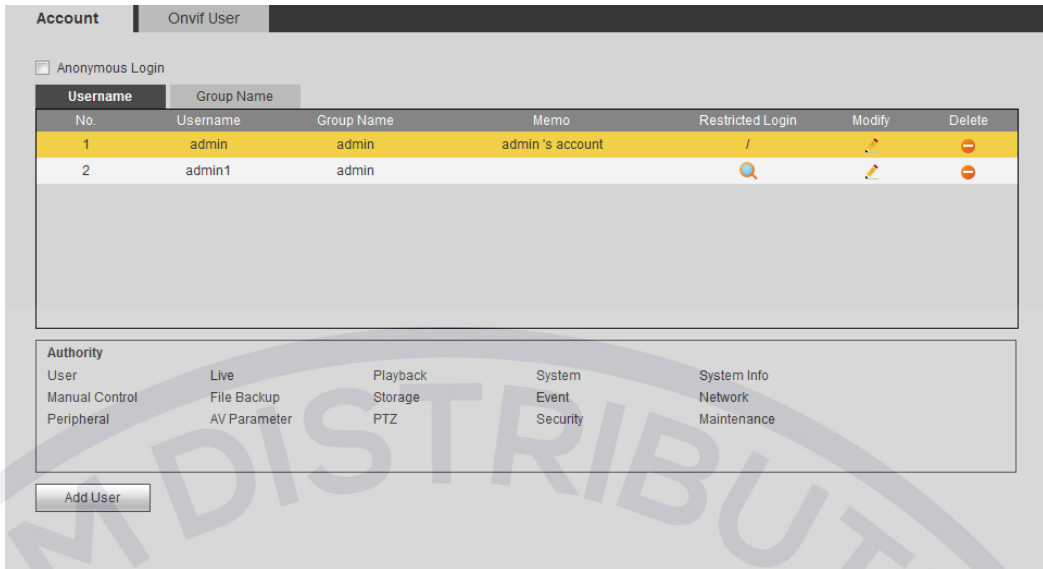 Account Onvif User
Anonymous Login
Username Group Name
No. Username Group Name Memo Restricted Login Modify Delete
1 admin admin admin 's account /
2 admin1 admin
Authority
User Live Playback System System Info
Manual Control File Backup Storage Event Network
Peripheral AV Parameter PTZ Security Maintenance
Add User
M DISTRIBUT